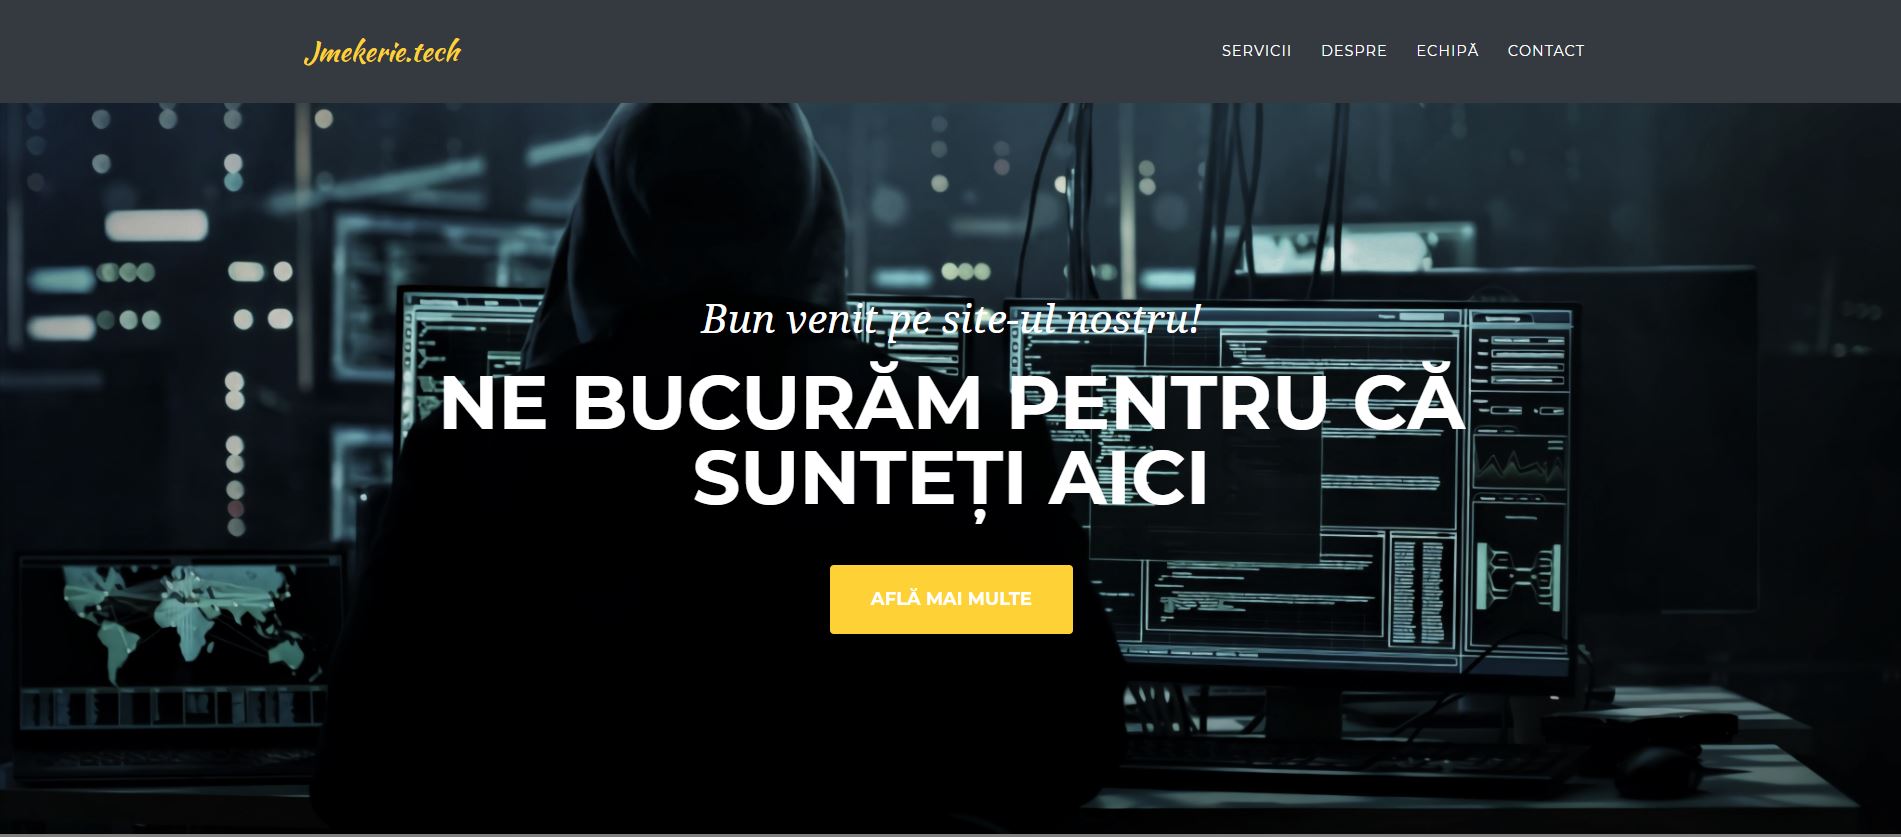 Jmekerie.tech
SERVICII DESPRE ECHIPĂ CONTACT
Bun venit pe site-ul nostru!
NE BUCURĂM PENTRU CĂ
SUNTEȚI AICI
AFLĂ MAI MULTE